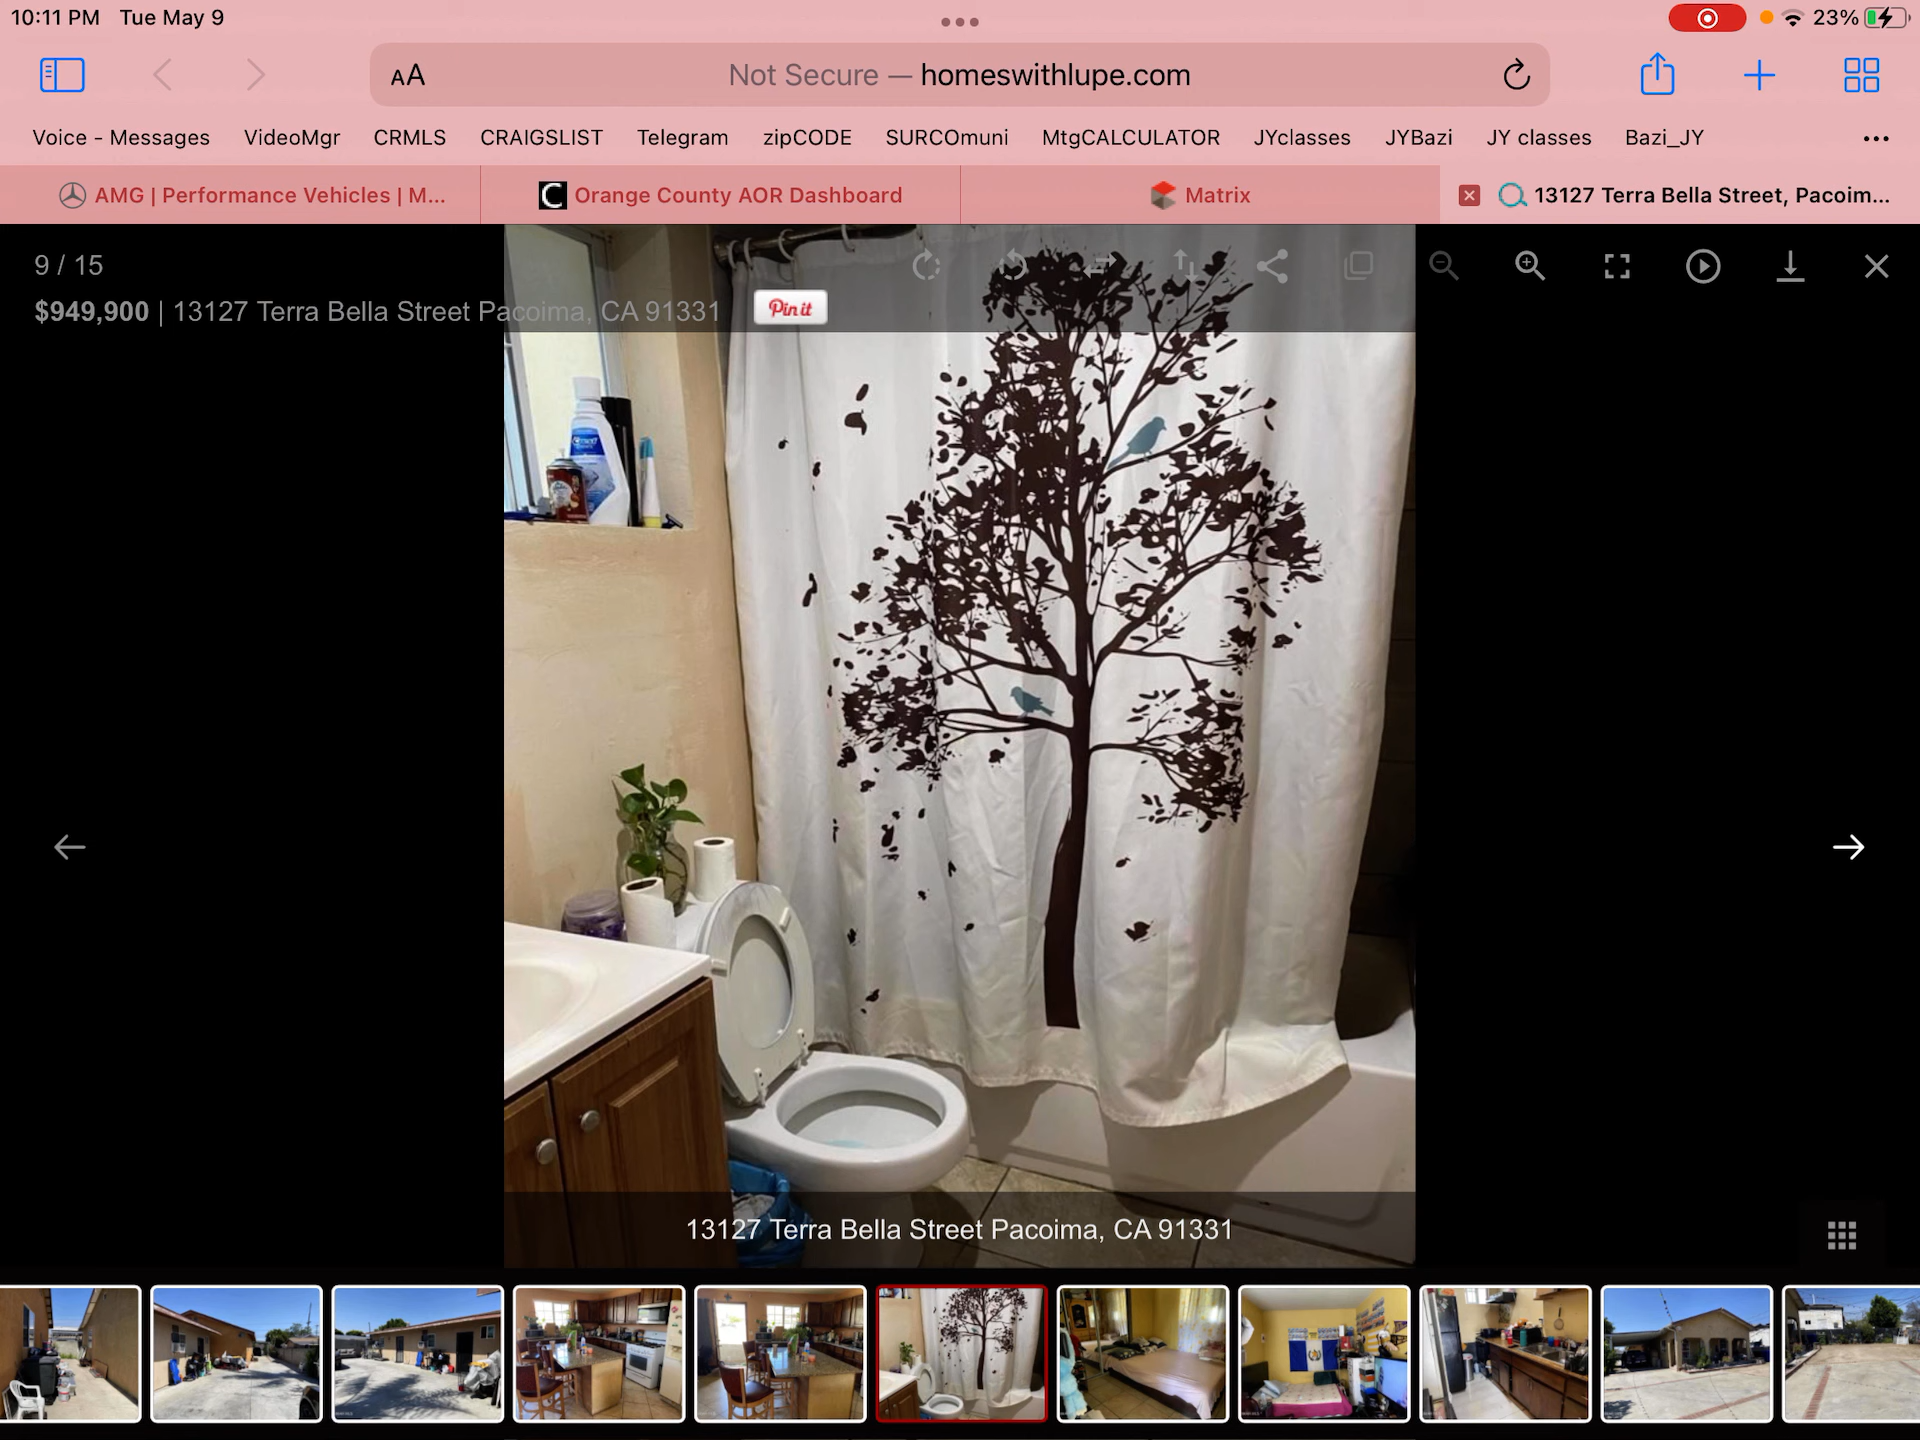 10:11 PM Tue May 9
23%
AA
Not Secure — homeswithlupe.com
Voice - Messages VideoMgr CRMLS CRAIGSLIST Telegram zipCODE SURCOmuni MtgCALCULATOR JYclasses JYBazi JY classes Bazi_JY
AMG | Performance Vehicles | M... Orange County AOR Dashboard Matrix 13127 Terra Bella Street, Pacoim...
9 / 15
$949,900 | 13127 Terra Bella Street Pacoima, CA 91331
Pin it
13127 Terra Bella Street Pacoima, CA 91331